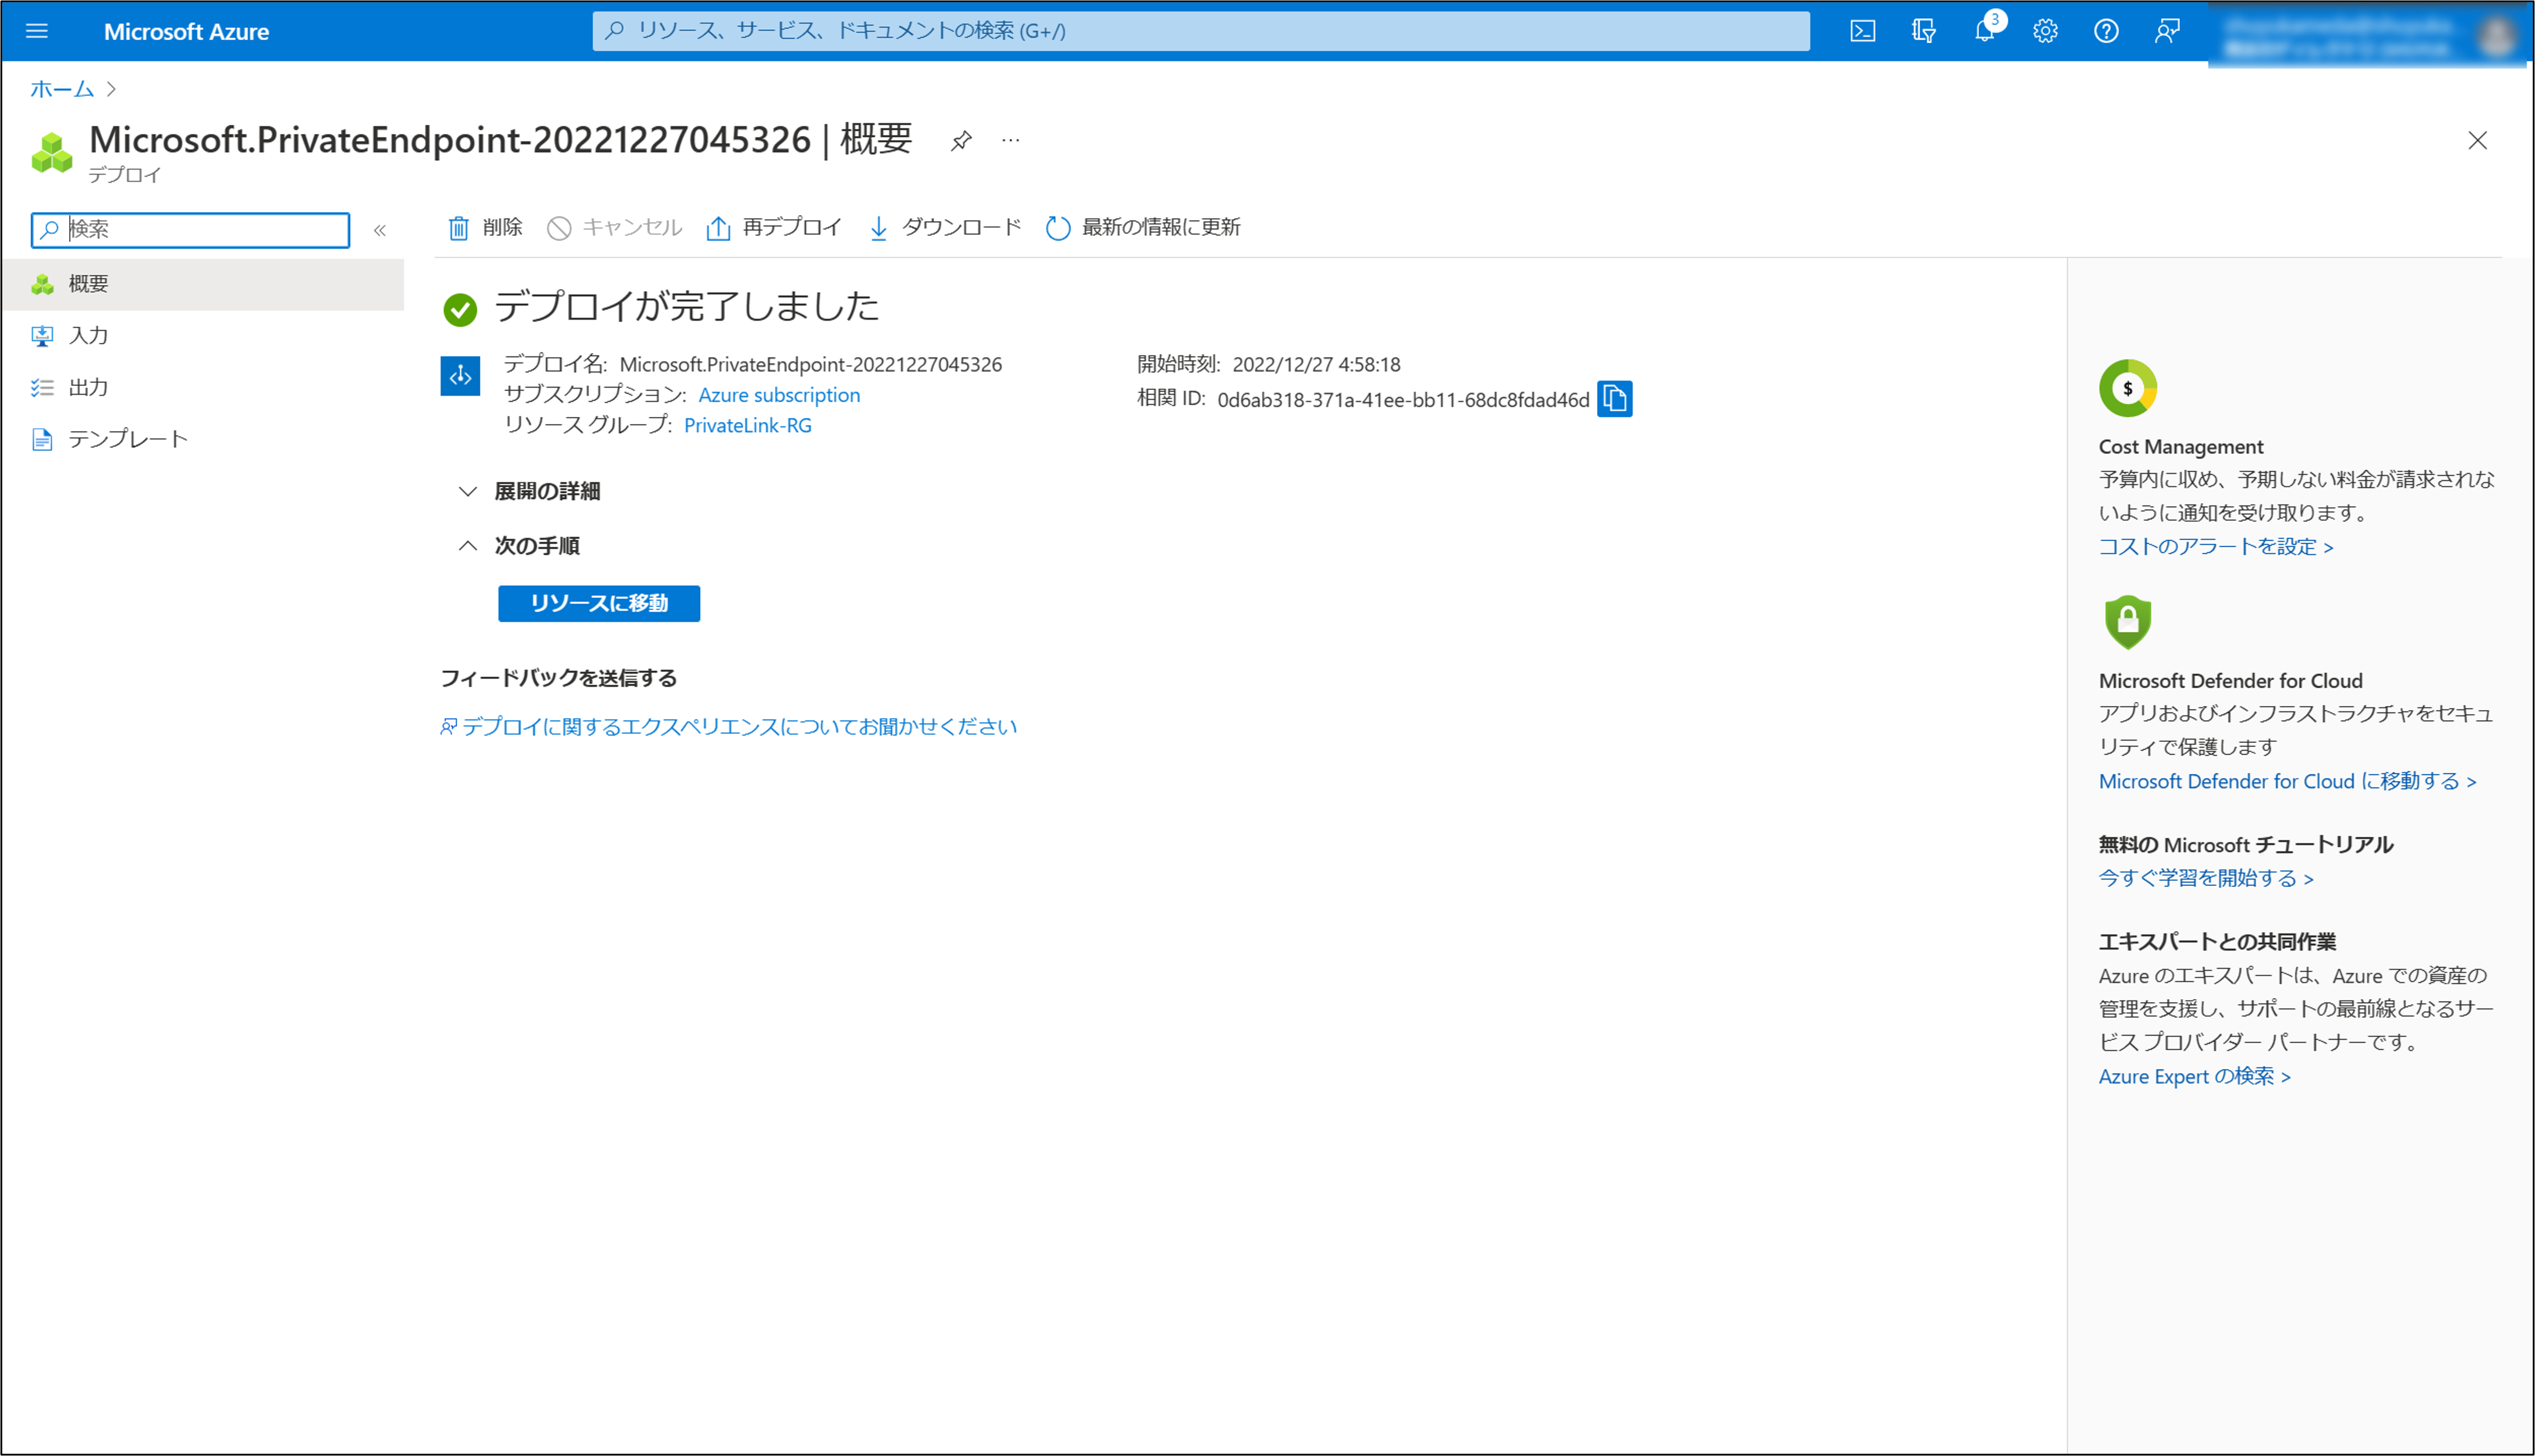 Microsoft Azure
リソース、サービス、ドキュメントの検索 (G+/)
3
ホーム >
Microsoft.PrivateEndpoint-20221227045326 | 概要 ...
デプロイ
検索
«
削除 キャンセル 再デプロイ ダウンロード 最新の情報に更新
概要
入力
出力
テンプレート
デプロイが完了しました
デプロイ名: Microsoft.PrivateEndpoint-20221227045326
サブスクリプション: Azure subscription
リソース グループ: PrivateLink-RG
開始時刻: 2022/12/27 4:58:18
相関 ID: 0d6ab318-371a-41ee-bb11-68dc8fdad46d
展開の詳細
次の手順
リソースに移動
フィードバックを送信する
デプロイに関するエクスペリエンスについてお聞かせください
$
Cost Management
予算内に収め、予期しない料金が請求されな
いように通知を受け取ります。
コストのアラートを設定 >
Microsoft Defender for Cloud
アプリおよびインフラストラクチャをセキュ
リティで保護します
Microsoft Defender for Cloud に移動する >
無料の Microsoft チュートリアル
今すぐ学習を開始する >
エキスパートとの共同作業
Azure のエキスパートは、Azure での資産の
管理を支援し、サポートの最前線となるサー
ビス プロバイダー パートナーです。
Azure Expert の検索 >